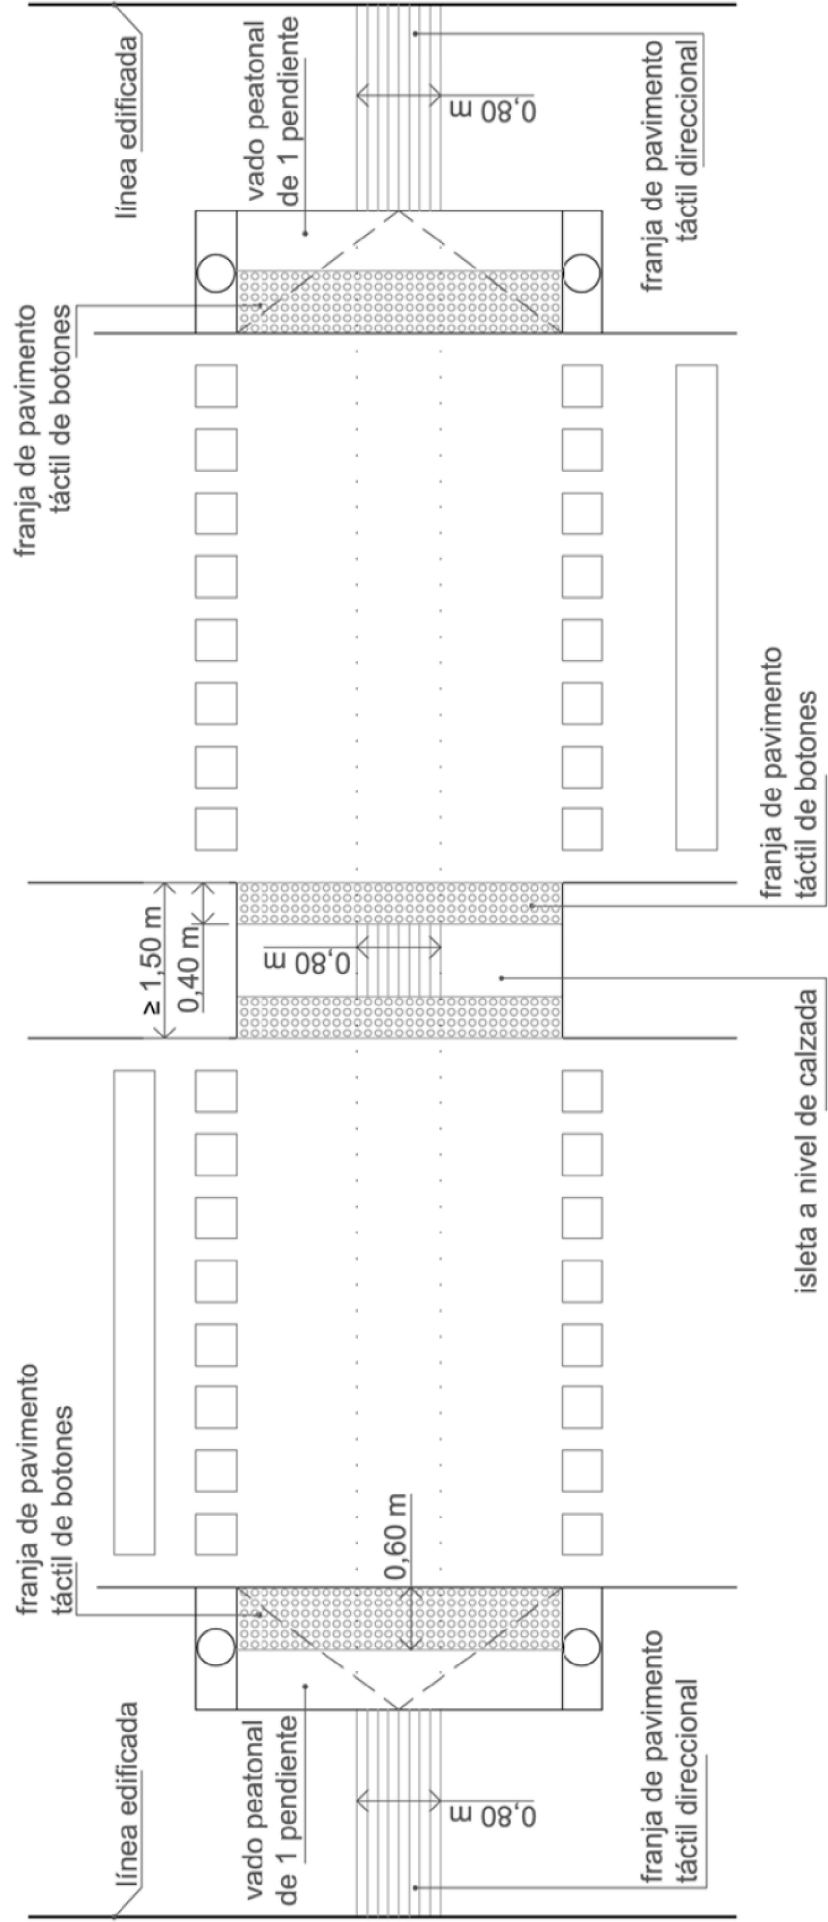 línea edificada
vado peatonal
de 1 pendiente
0,80 m
franja de pavimento
táctil direccional
franja de pavimento
táctil de botones
0,60 m
≥ 1,50 m
0,40 m
0,80 m
isleta a nivel de calzada
franja de pavimento
táctil de botones
franja de pavimento
táctil de botones
línea edificada
vado peatonal
de 1 pendiente
0,80 m
franja de pavimento
táctil direccional